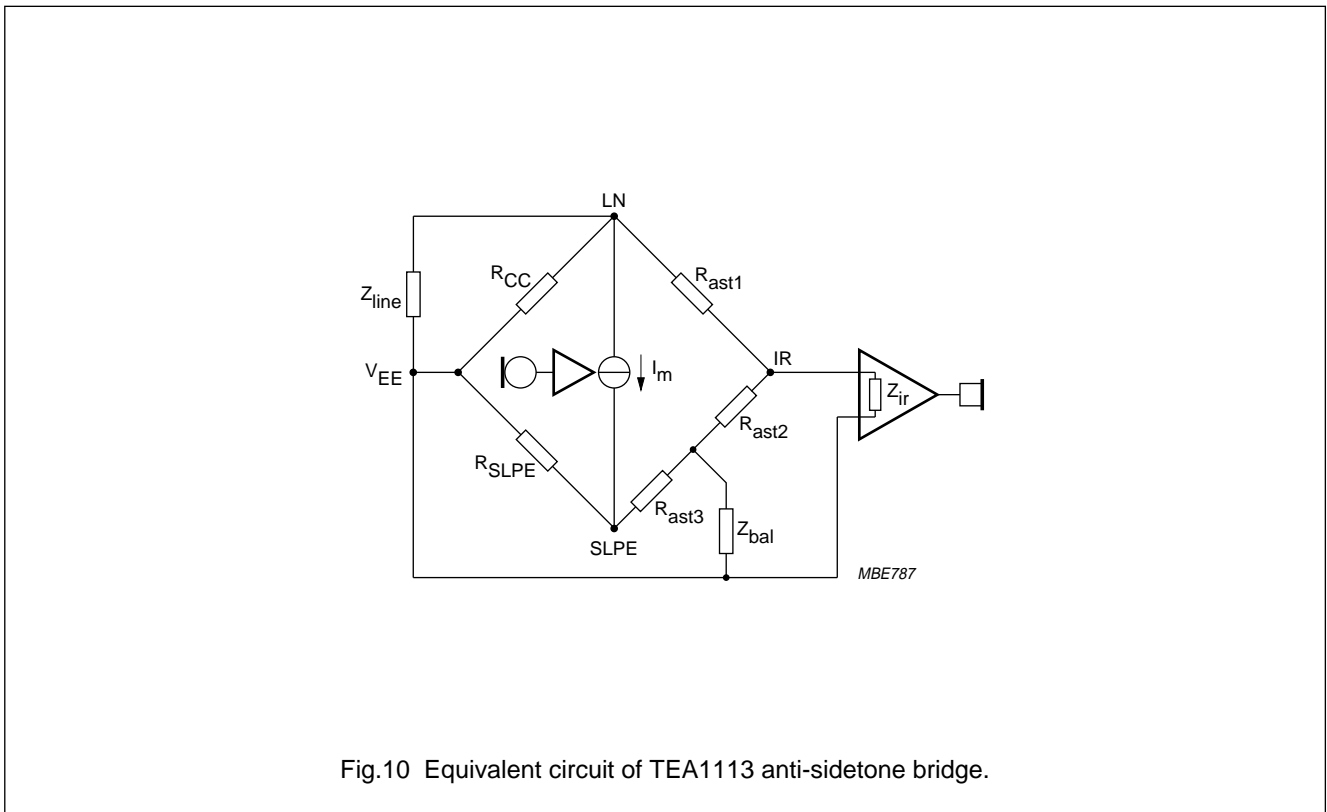 LN
R_CC
R_ast1
Z_line
V_EE
I_m
IR
Z_ir
R_ast2
R_SLPE
R_ast3
Z_bal
SLPE
MBE787
Fig.10 Equivalent circuit of TEA1113 anti-sidetone bridge.